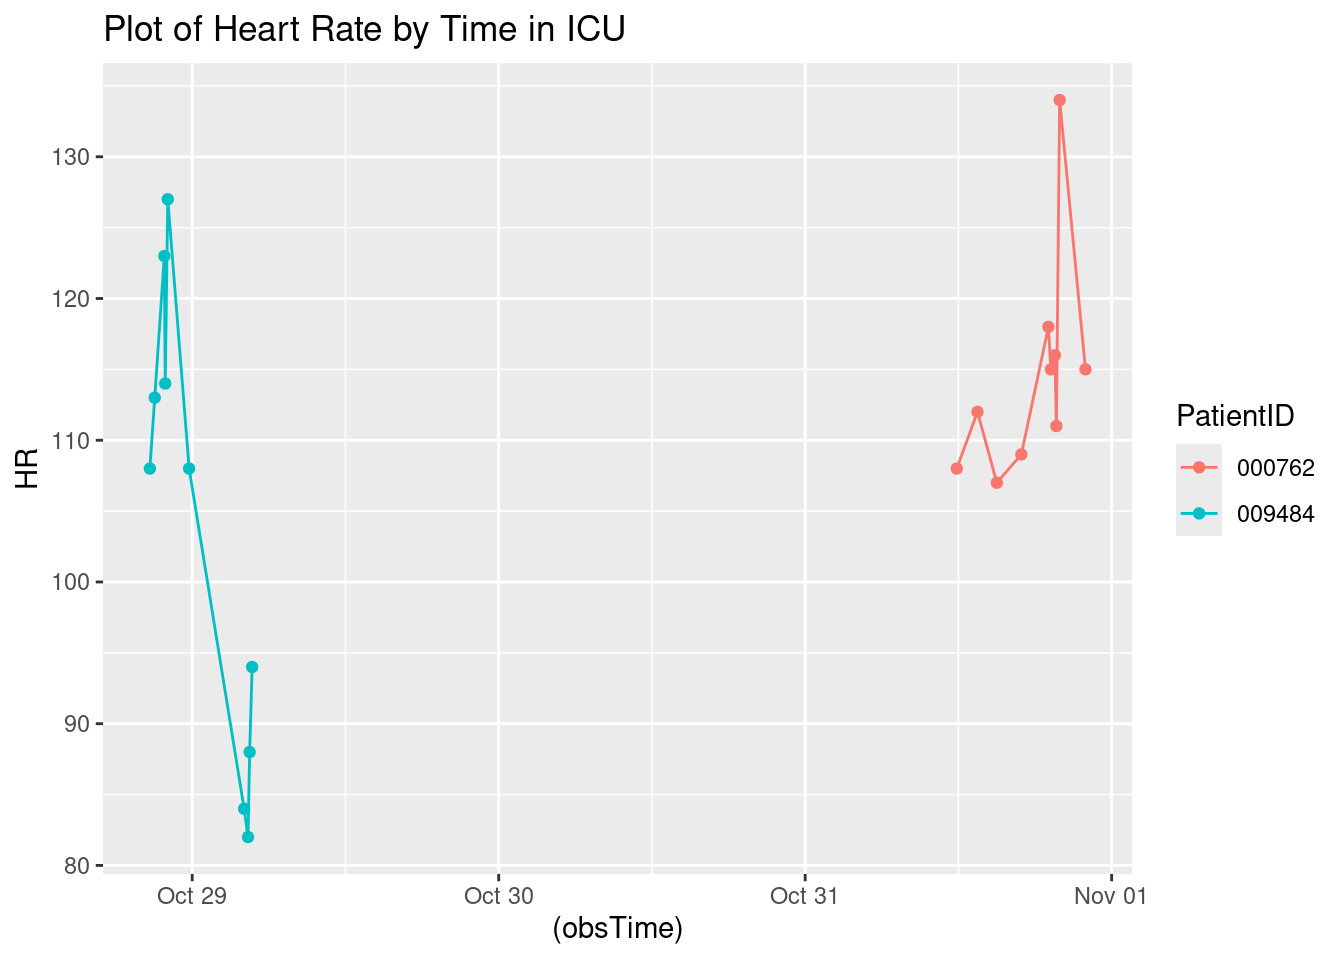 Plot of Heart Rate by Time in ICU
130
120
110
100
90
80
HR
Oct 29
Oct 30
Oct 31
Nov 01
(obsTime)
PatientID
000762
009484